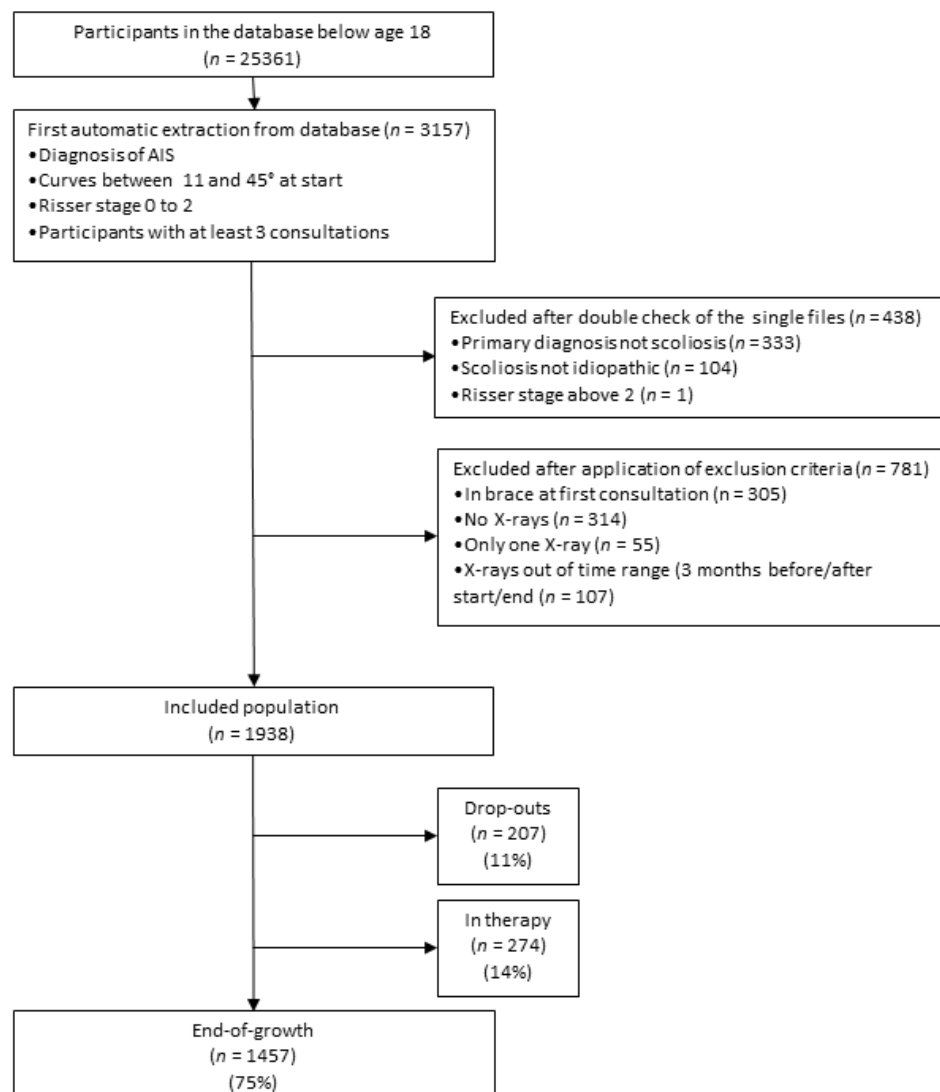 Participants in the database below age 18
(n = 25361)
First automatic extraction from database (n = 3157)
•Diagnosis of AIS
•Curves between 11 and 45° at start
•Risser stage 0 to 2
•Participants with at least 3 consultations
Excluded after double check of the single files (n = 438)
•Primary diagnosis not scoliosis (n = 333)
•Scoliosis not idiopathic (n = 104)
•Risser stage above 2 (n = 1)
Excluded after application of exclusion criteria (n = 781)
•In brace at first consultation (n = 305)
•No X-rays (n = 314)
•Only one X-ray (n = 55)
•X-rays out of time range (3 months before/after
start/end (n = 107)
Included population
(n = 1938)
Drop-outs
(n = 207)
(11%)
In therapy
(n = 274)
(14%)
End-of-growth
(n = 1457)
(75%)